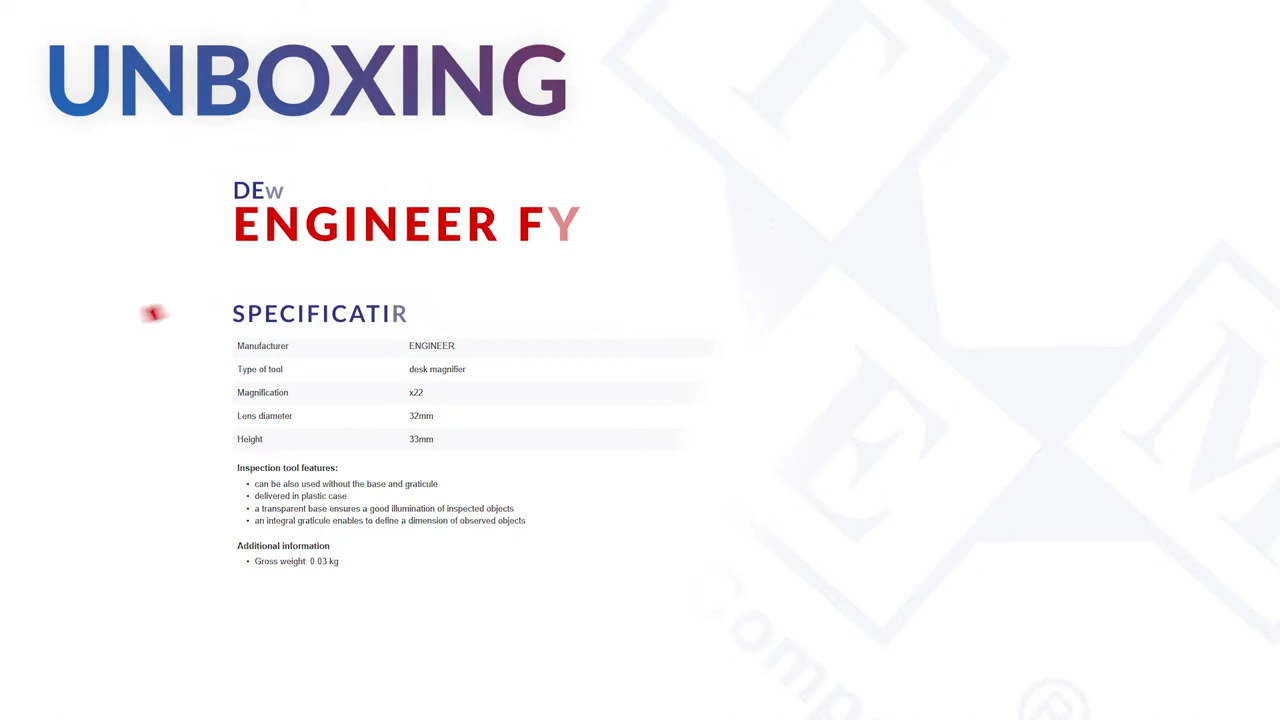 UNBOXING
DEw
ENGINEER FY
SPECIFICATIR
Manufacturer ENGINEER
Type of tool desk magnifier
Magnification x22
Lens diameter 32mm
Height 33mm
Inspection tool features:
• can be also used without the base and graticule
• delivered in plastic case
• a transparent base ensures a good illumination of inspected objects
• an integral graticule enables to define a dimension of observed objects
Additional information
• Gross weight: 0.03 kg
T
E
M
comp
®